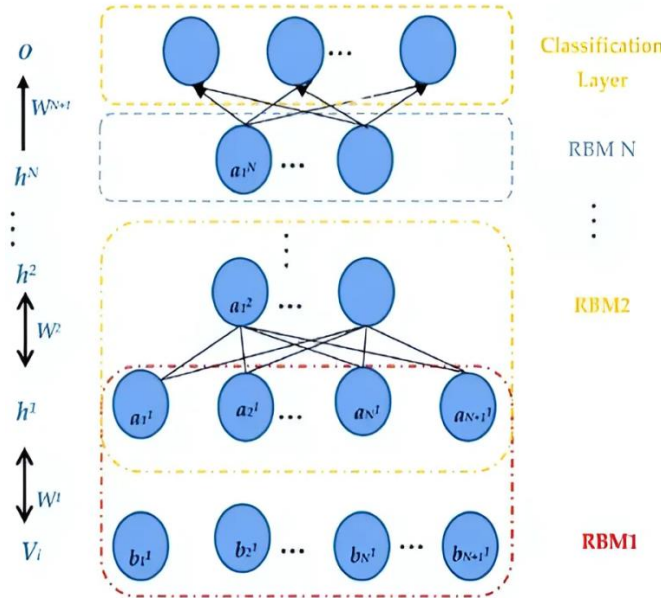 o
Classification
Layer
W^{N+1}
h^N
a_1^N ...
RBM N
h^2
a_1^2 ...
RBM2
W^2
h^1
a_1^1 a_2^1 ... a_N^1 a_{N+1}^1
W^1
V_i
b_1^1 b_2^1 ... b_N^1 ... b_{N+1}^1
RBM1